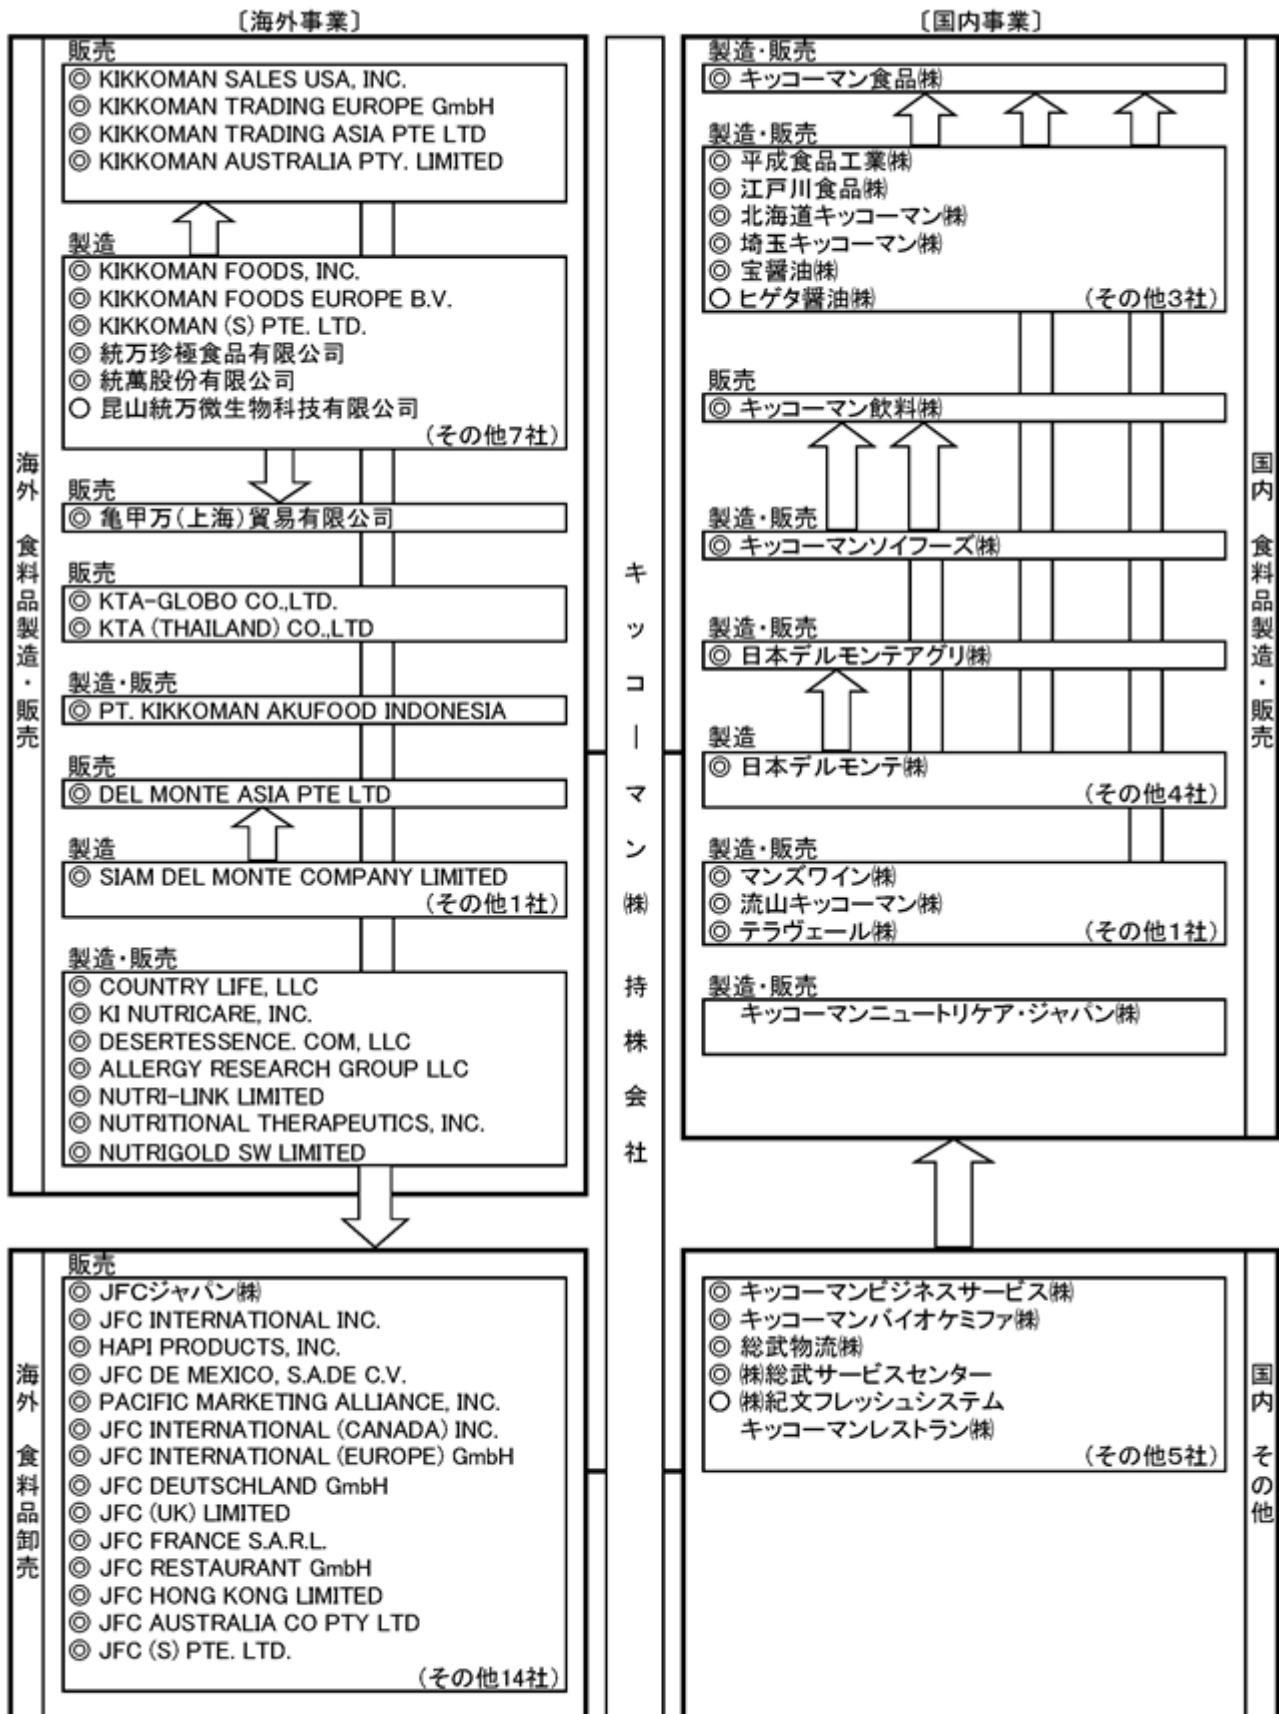 〔海外事業〕
海外 食料品製造・販売
販売
◎ KIKKOMAN SALES USA, INC.
◎ KIKKOMAN TRADING EUROPE GmbH
◎ KIKKOMAN TRADING ASIA PTE LTD
◎ KIKKOMAN AUSTRALIA PTY. LIMITED
製造
◎ KIKKOMAN FOODS, INC.
◎ KIKKOMAN FOODS EUROPE B.V.
◎ KIKKOMAN (S) PTE. LTD.
◎ 統万珍極食品有限公司
◎ 統萬股份有限公司
○ 昆山統万微生物科技有限公司
(その他7社)
販売
◎ 亀甲万(上海)貿易有限公司
販売
◎ KTA-GLOBO CO.,LTD.
◎ KTA (THAILAND) CO.,LTD
製造・販売
◎ PT. KIKKOMAN AKUFOOD INDONESIA
販売
◎ DEL MONTE ASIA PTE LTD
製造
◎ SIAM DEL MONTE COMPANY LIMITED
(その他1社)
製造・販売
◎ COUNTRY LIFE, LLC
◎ KI NUTRICARE, INC.
◎ DESERTESSENCE. COM, LLC
◎ ALLERGY RESEARCH GROUP LLC
◎ NUTRI-LINK LIMITED
◎ NUTRITIONAL THERAPEUTICS, INC.
◎ NUTRIGOLD SW LIMITED
海外 食料品卸売
販売
◎ JFCジャパン㈱
◎ JFC INTERNATIONAL INC.
◎ HAPI PRODUCTS, INC.
◎ JFC DE MEXICO, S.A.DE C.V.
◎ PACIFIC MARKETING ALLIANCE, INC.
◎ JFC INTERNATIONAL (CANADA) INC.
◎ JFC INTERNATIONAL (EUROPE) GmbH
◎ JFC DEUTSCHLAND GmbH
◎ JFC (UK) LIMITED
◎ JFC FRANCE S.A.R.L.
◎ JFC RESTAURANT GmbH
◎ JFC HONG KONG LIMITED
◎ JFC AUSTRALIA CO PTY LTD
◎ JFC (S) PTE. LTD.
(その他14社)
キッコーマン㈱ 持株会社
〔国内事業〕
国内 食料品製造・販売
製造・販売
◎ キッコーマン食品㈱
製造・販売
◎ 平成食品工業㈱
◎ 江戸川食品㈱
◎ 北海道キッコーマン㈱
◎ 埼玉キッコーマン㈱
◎ 宝醤油㈱
○ ヒゲタ醤油㈱ (その他3社)
販売
◎ キッコーマン飲料㈱
製造・販売
◎ キッコーマンソイフーズ㈱
製造・販売
◎ 日本デルモンテアグリ㈱
製造
◎ 日本デルモンテ㈱
(その他4社)
製造・販売
◎ マンズワイン㈱
◎ 流山キッコーマン㈱
◎ テラヴェール㈱ (その他1社)
製造・販売
キッコーマンニュートリケア・ジャパン㈱
国内 その他
◎ キッコーマンビジネスサービス㈱
◎ キッコーマンバイオケミファ㈱
◎ 総武物流㈱
◎ ㈱総武サービスセンター
○ ㈱紀文フレッシュシステム
キッコーマンレストラン㈱
(その他5社)